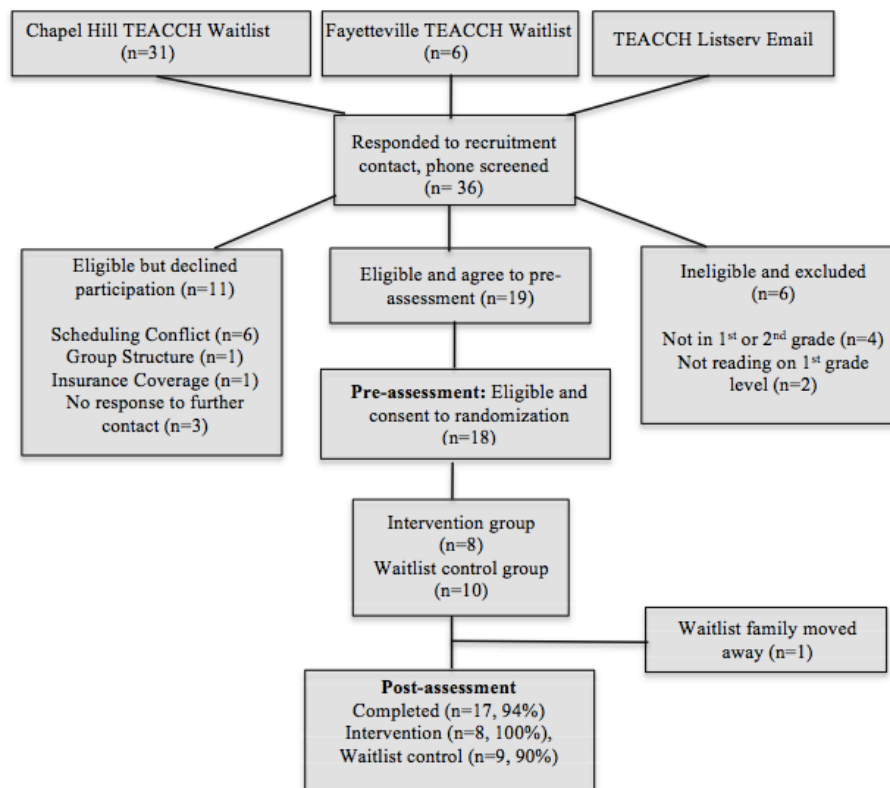 Chapel Hill TEACCH Waitlist
(n=31)
Fayetteville TEACCH Waitlist
(n=6)
TEACCH Listserv Email
Responded to recruitment
contact, phone screened
(n= 36)
Eligible but declined
participation (n=11)
Scheduling Conflict (n=6)
Group Structure (n=1)
Insurance Coverage (n=1)
No response to further
contact (n=3)
Eligible and agree to pre-
assessment (n=19)
Ineligible and excluded
(n=6)
Not in 1st or 2nd grade (n=4)
Not reading on 1st grade
level (n=2)
Pre-assessment: Eligible and
consent to randomization
(n=18)
Intervention group
(n=8)
Waitlist control group
(n=10)
Waitlist family moved
away (n=1)
Post-assessment
Completed (n=17, 94%)
Intervention (n=8, 100%),
Waitlist control (n=9, 90%)